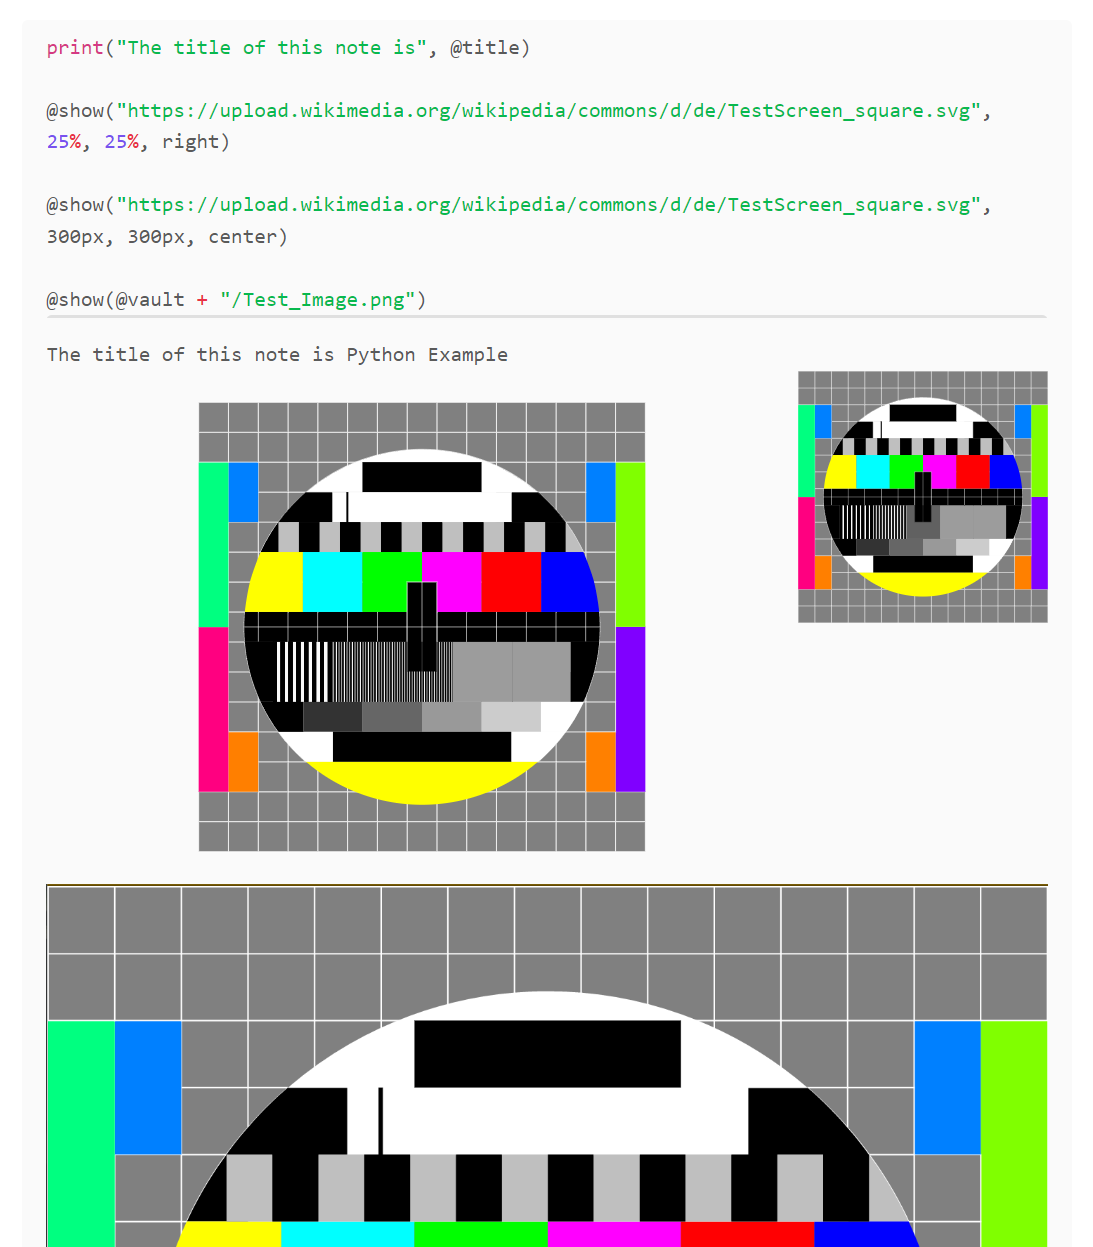 print("The title of this note is", @title)
@show("https://upload.wikimedia.org/wikipedia/commons/d/de/TestScreen_square.svg",
25%, 25%, right)
@show("https://upload.wikimedia.org/wikipedia/commons/d/de/TestScreen_square.svg",
300px, 300px, center)
@show(@vault + "/Test_Image.png")
The title of this note is Python Example